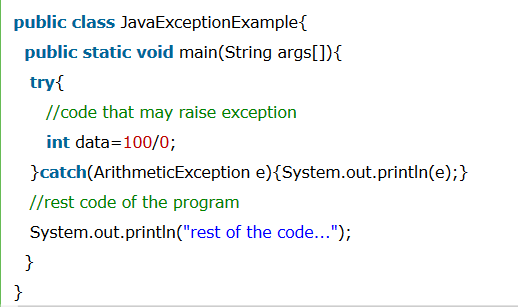 public class JavaExceptionExample{
public static void main(String args[]){
try{
//code that may raise exception
int data=100/0;
}catch(ArithmeticException e){System.out.println(e);}
//rest code of the program
System.out.println("rest of the code...");
}
}